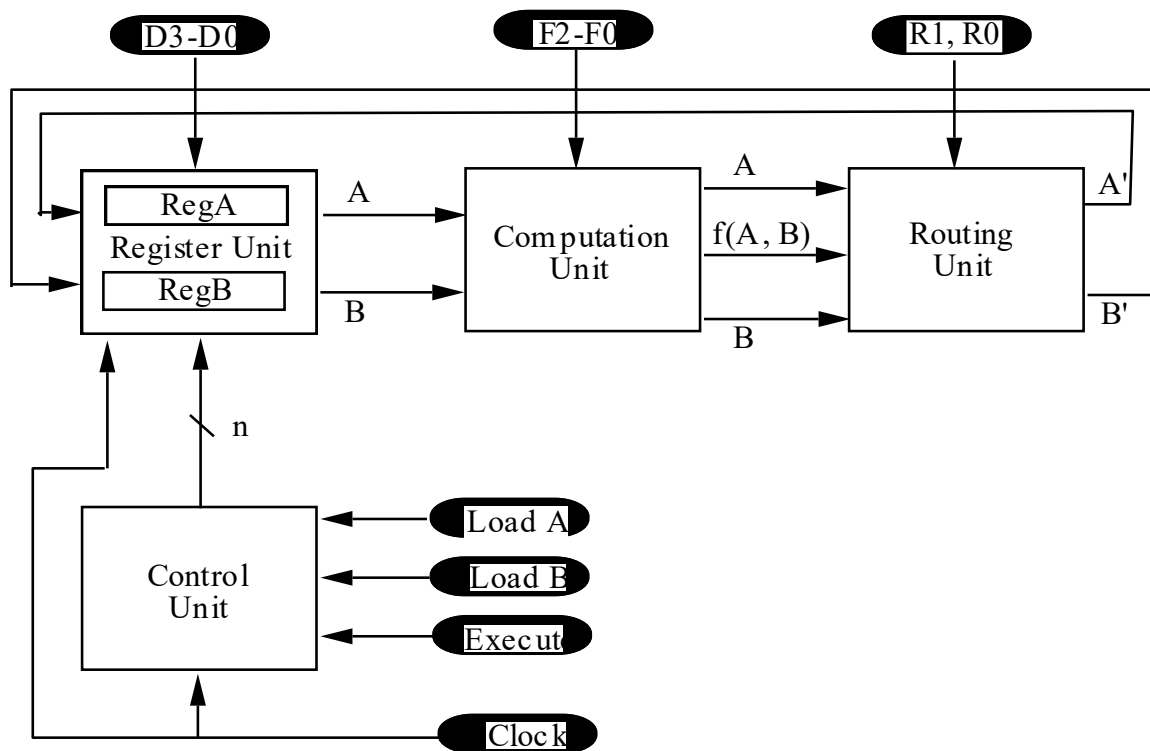 D3-D0
F2-F0
R1, R0
RegA
Register Unit
RegB
A
B
Computation
Unit
A
f(A, B)
B
Routing
Unit
A'
B'
n
Control
Unit
Load A
Load B
Execute
Clock